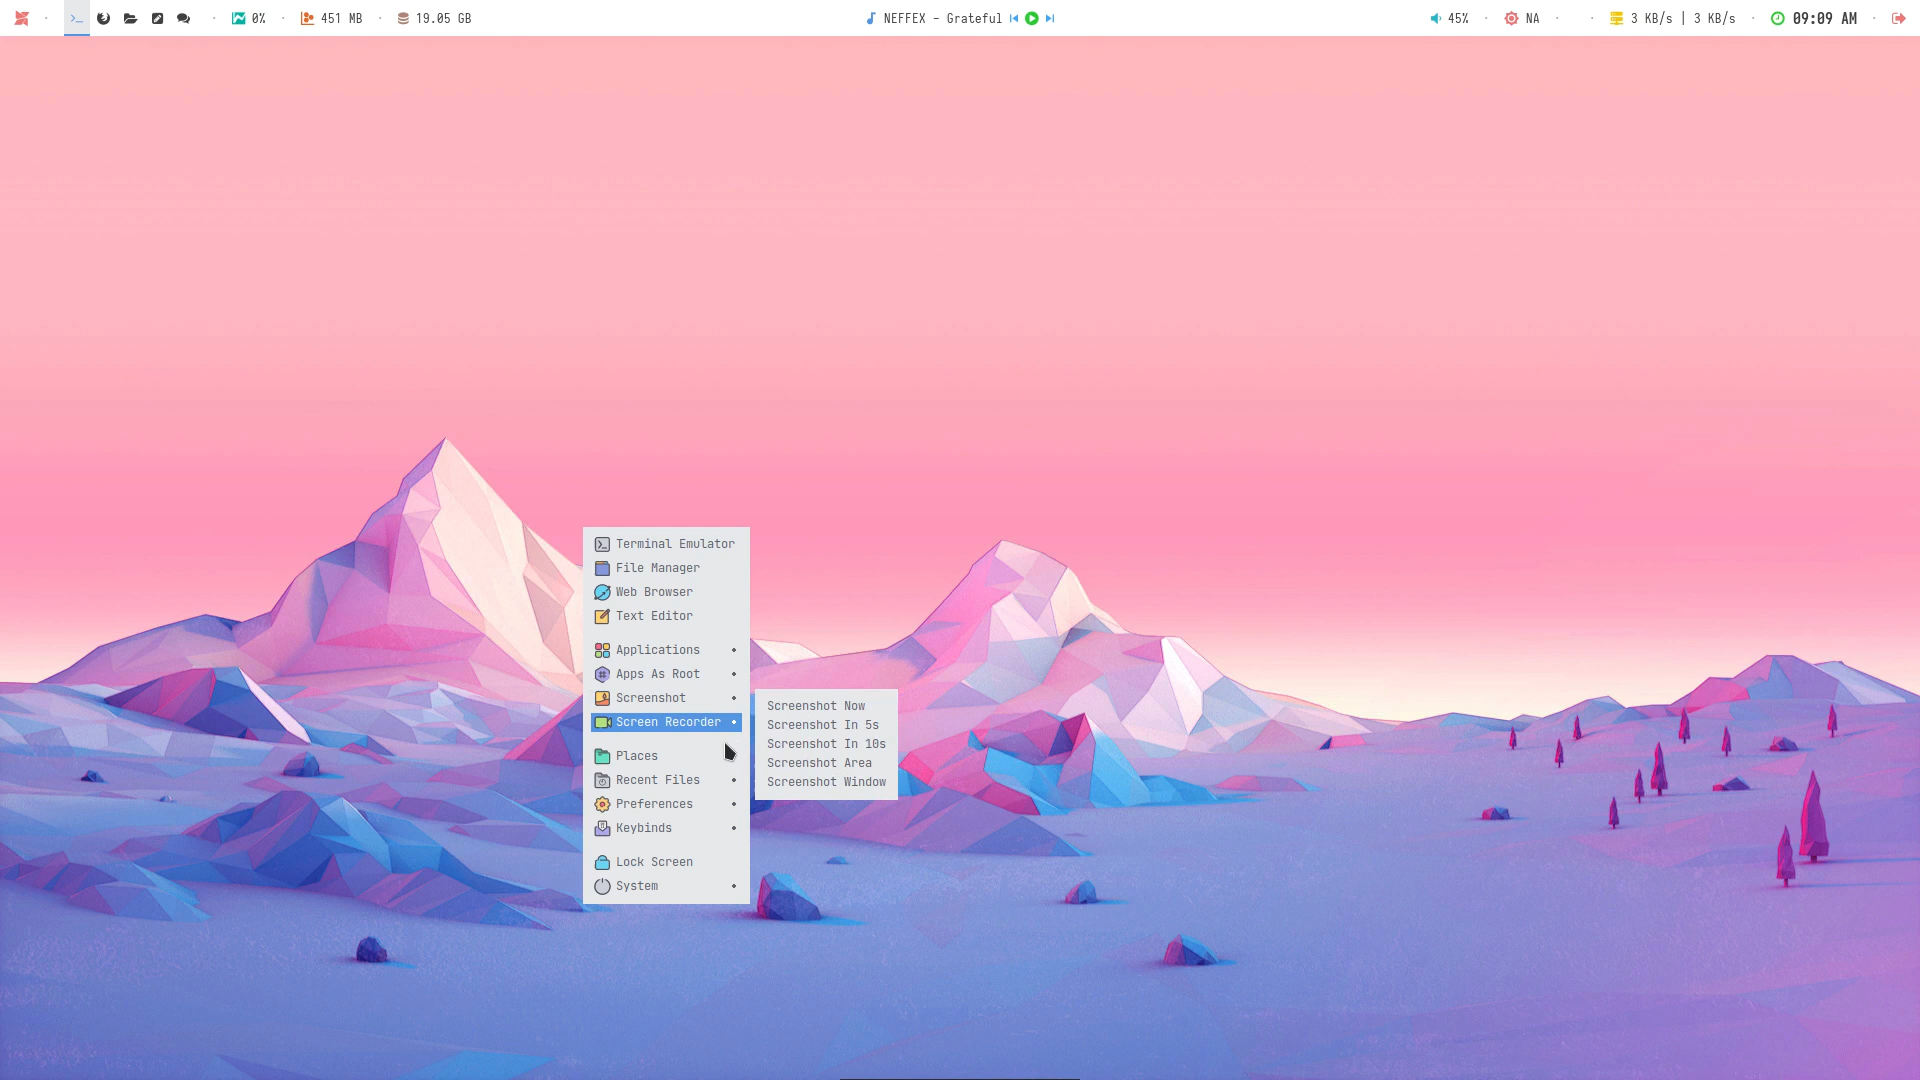 0%
451 MB
19.05 GB
NEFFEX - Grateful
45%
NA
3 KB/s | 3 KB/s
09:09 AM
Terminal Emulator
File Manager
Web Browser
Text Editor
Applications
Apps As Root
Screenshot
Screen Recorder
Places
Recent Files
Preferences
Keybinds
Lock Screen
System
Screenshot Now
Screenshot In 5s
Screenshot In 10s
Screenshot Area
Screenshot Window